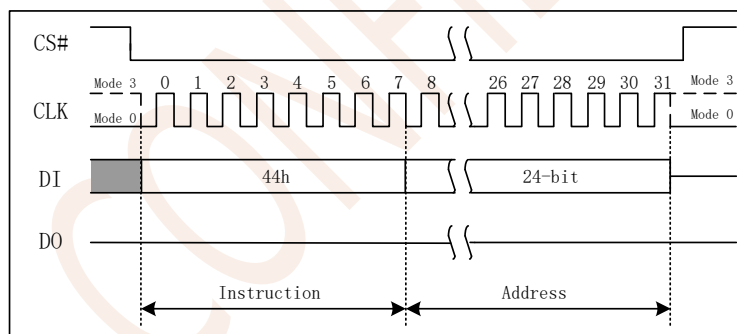 CS#
Mode 3 0 1 2 3 4 5 6 7 8 26 27 28 29 30 31 Mode 3
CLK
Mode 0 Mode 0
DI 44h 24-bit
DO
Instruction Address